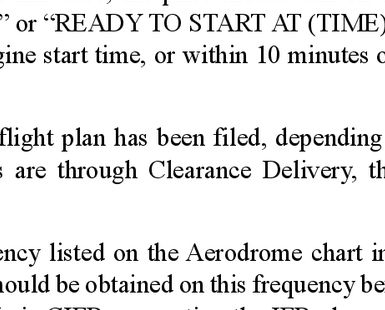 ” or “READY TO START AT (TIME)
gine start time, or within 10 minutes o
flight plan has been filed, depending
s are through Clearance Delivery, th
ency listed on the Aerodrome chart in
hould be obtained on this frequency be